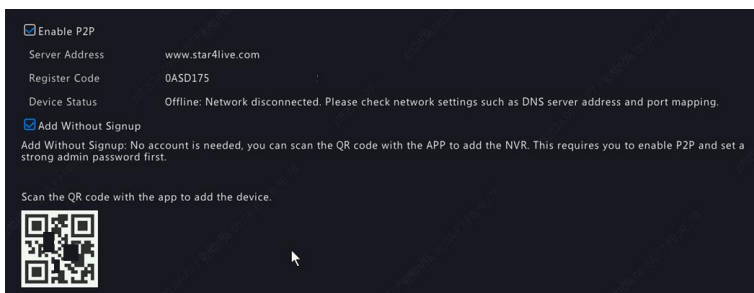 Enable P2P
Server Address www.star4live.com
Register Code 0ASD175
Device Status Offline: Network disconnected. Please check network settings such as DNS server address and port mapping.
Add Without Signup
Add Without Signup: No account is needed, you can scan the QR code with the APP to add the NVR. This requires you to enable P2P and set a
strong admin password first.
Scan the QR code with the app to add the device.